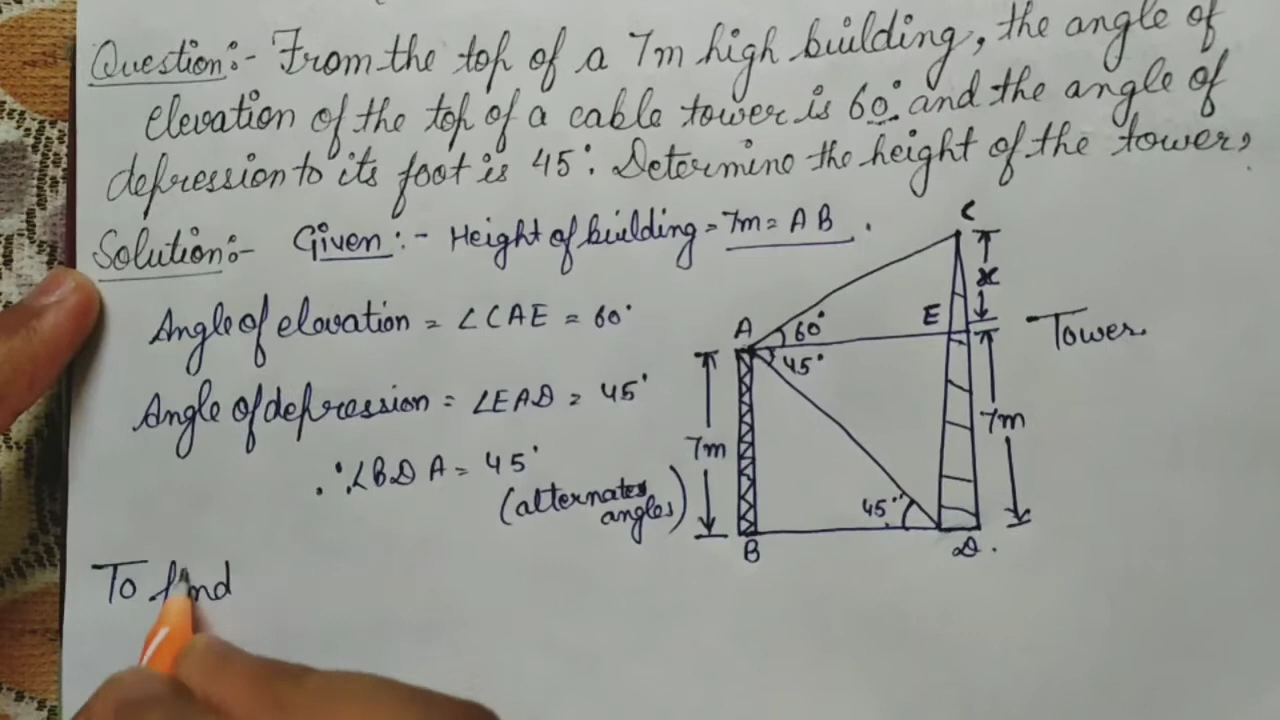 Question:- From the top of a 7m high building, the angle of
elevation of the top of a cable tower is 60° and the angle of
depression to its foot is 45°. Determine the height of the tower.
Solution:- Given:- Height of building = 7m = AB.
Angle of elevation = ∠CAE = 60°
Angle of depression = ∠EAD = 45°
∴ ∠BDA = 45°
(alternates angles)
To find
C
x
A
60°
E
Tower
45°
7m
7m
45°
B
D.